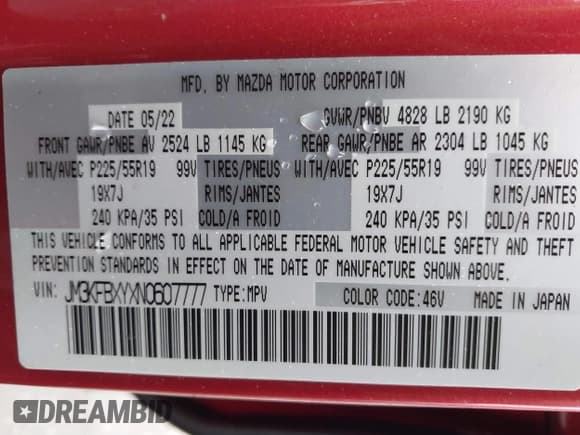 MFD. BY MAZDA MOTOR CORPORATION
DATE 05/22 GVWR/PNBV 4828 LB 2190 KG
FRONT GAWR/PNBE AV 2524 LB 1145 KG REAR GAWR/PNBE AR 2304 LB 1045 KG
WITH/AVEC P225/55R19 99V TIRES/PNEUS WITH/AVEC P225/55R19 99V TIRES/PNEUS
19X7J RIMS/JANTES 19X7J RIMS/JANTES
240 KPA/35 PSI COLD/A FROID 240 KPA/35 PSI COLD/A FROID
THIS VEHICLE CONFORMS TO ALL APPLICABLE FEDERAL MOTOR VEHICLE SAFETY AND THEFT
PREVENTION STANDARDS IN EFFECT ON THE DATE OF MANUFACTURE SHOWN ABOVE.
VIN: JM3KFBXYXN0607777 TYPE:MPV COLOR CODE:46V MADE IN JAPAN
DREAMBID